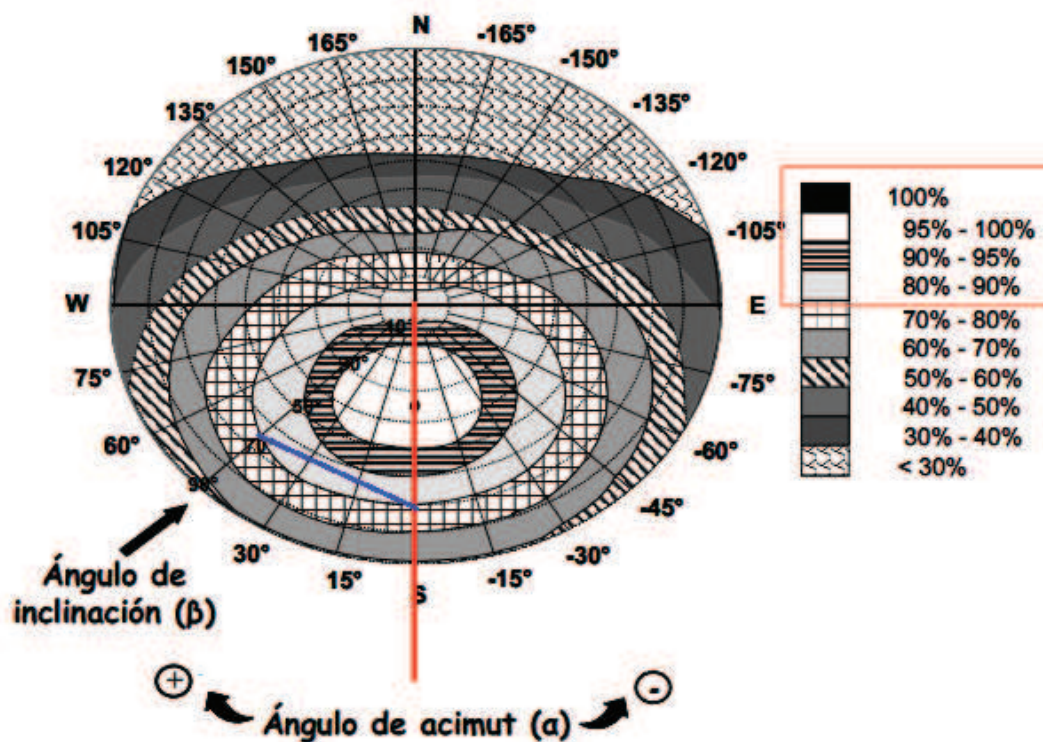 N
165°
-165°
150°
-150°
135°
-135°
120°
-120°
105°
-105°
W
E
75°
-75°
60°
-60°
-45°
30°
-30°
15°
-15°
S
10°
50°
90°
100%
95% - 100%
90% - 95%
80% - 90%
70% - 80%
60% - 70%
50% - 60%
40% - 50%
30% - 40%
< 30%
Ángulo de
inclinación (β)
+
Ángulo de acimut (α)
-